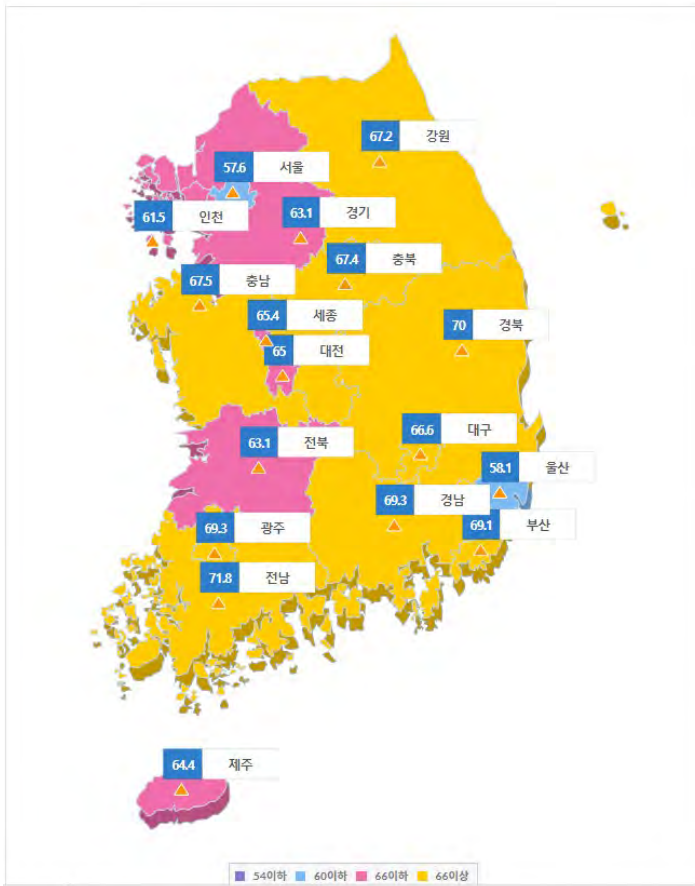 67.2 강원
57.6 서울
61.5 인천
63.1 경기
67.4 충북
67.5 충남
65.4 세종
70 경북
65 대전
66.6 대구
63.1 전북
58.1 울산
69.3 경남
69.3 광주
69.1 부산
71.8 전남
64.4 제주
54이하 60이하 66이하 66이상